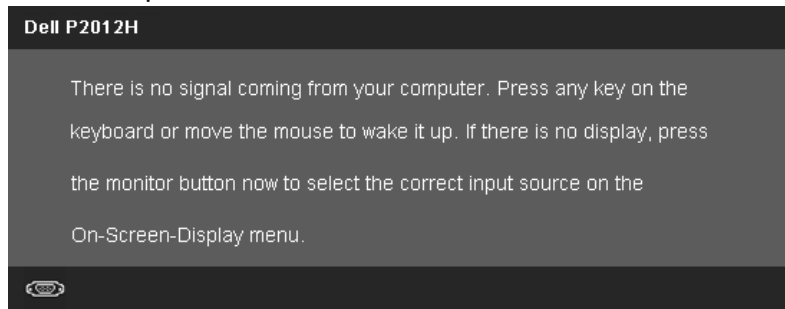 Dell P2012H
There is no signal coming from your computer. Press any key on the
keyboard or move the mouse to wake it up. If there is no display, press
the monitor button now to select the correct input source on the
On-Screen-Display menu.